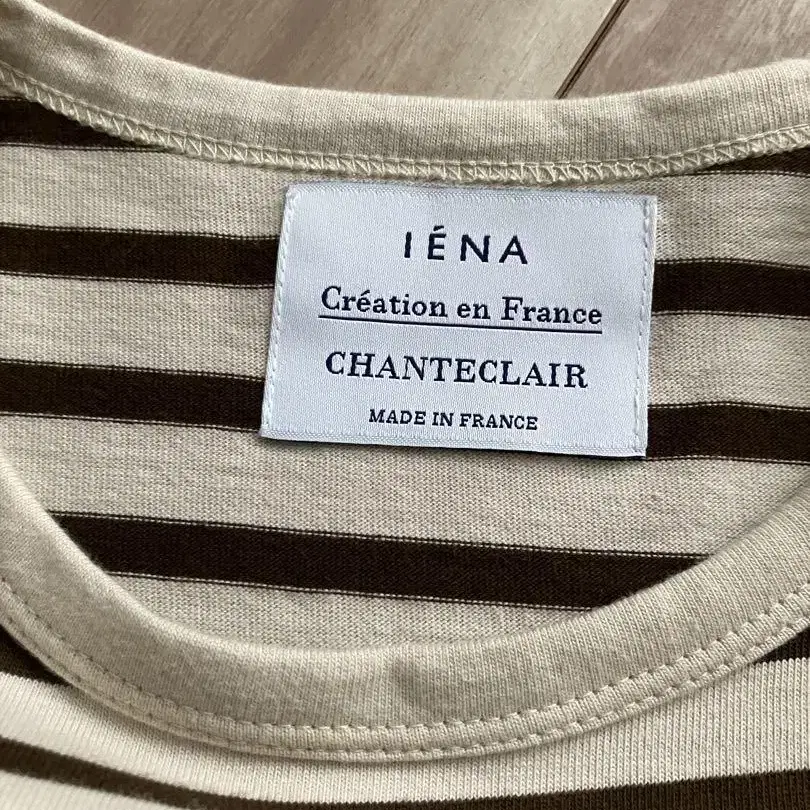 IÉNA
Création en France
CHANTECLAIR
MADE IN FRANCE